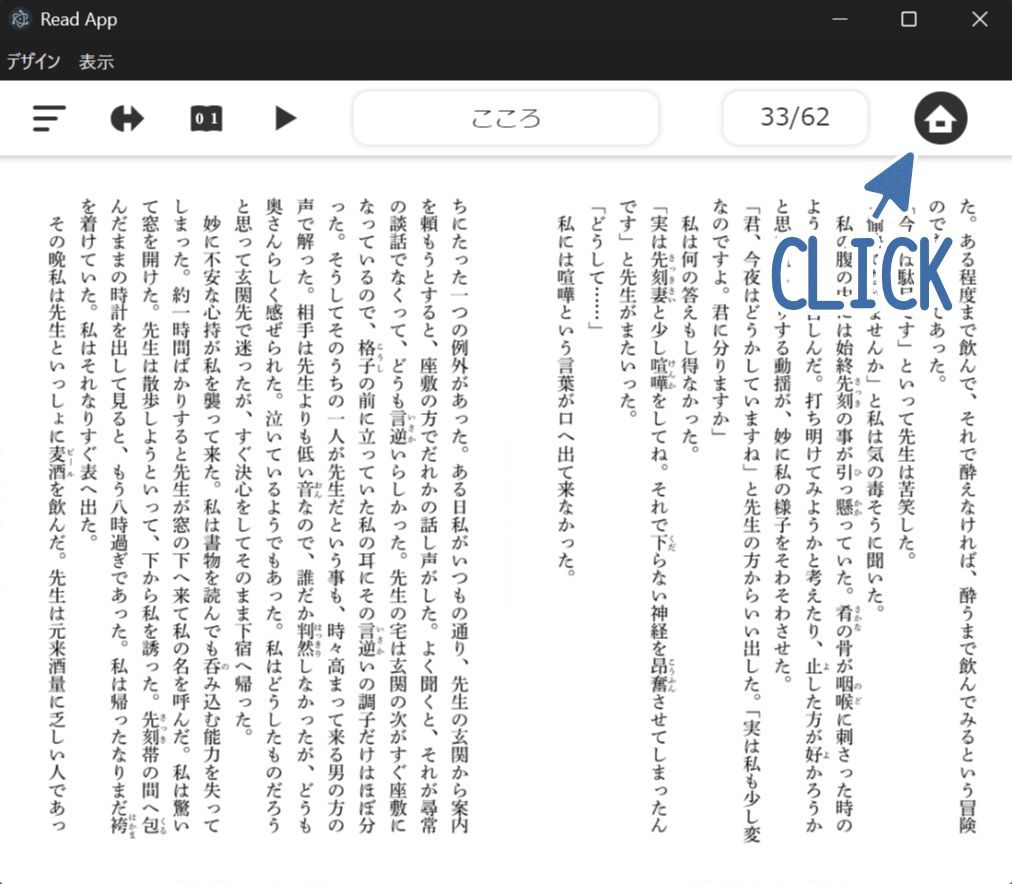 Read App
デザイン 表示
01
こころ
33/62
CLICK
た。ある程度まで飲んで、それで酔えなければ、酔うまで飲んでみるという冒険
のであった。
「今は駄す」といって先生は苦笑した。
愉ませんか」と私は気の毒そうに聞いた。
私の腹の中には始終先刻の事が引っ懸っていた。肴の骨が咽喉に刺さった時の
ようしんだ。打ち明けてみようかと考えたり、止した方が好かろうか
と思りする動揺が、妙に私の様子をそわそわさせた。
「君、今夜はどうかしていますね」と先生の方からいい出した。「実は私も少し変
なのですよ。君に分りますか」
私は何の答えもし得なかった。
「実は先刻妻と少し喧嘩をしてね。それで下らない神経を昂奮させてしまったん
です」と先生がまたいった。
「どうして……」
私には喧嘩という言葉が口へ出て来なかった。
ちにたった一つの例外があった。ある日私がいつもの通り、先生の玄関から案内
を頼もうとすると、座敷の方でだれかの話し声がした。よく聞くと、それが尋常
の談話でなくって、どうも言逆いらしかった。先生の宅は玄関の次がすぐ座敷に
なっているので、格子の前に立っていた私の耳にその言逆いの調子だけはほぼ分
った。そうしてそのうちの一人が先生だという事も、時々高まって来る男の方の
声で解った。相手は先生よりも低い音なので、誰だか判然しなかったが、どうも
奥さんらしく感ぜられた。泣いているようでもあった。私はどうしたものだろう
と思って玄関先で迷ったが、すぐ決心をしてそのまま下宿へ帰った。
妙に不安な心持が私を襲って来た。私は書物を読んでも呑み込む能力を失って
しまった。約一時間ばかりすると先生が窓の下へ来て私の名を呼んだ。私は驚い
て窓を開けた。先生は散歩しようといって、下から私を誘った。先刻帯の間へ包
んだままの時計を出して見ると、もう八時過ぎであった。私は帰ったなりまだ袴
を着けていた。私はそれなりすぐ表へ出た。
その晩私は先生といっしょに麦酒を飲んだ。先生は元来酒量に乏しい人であっ